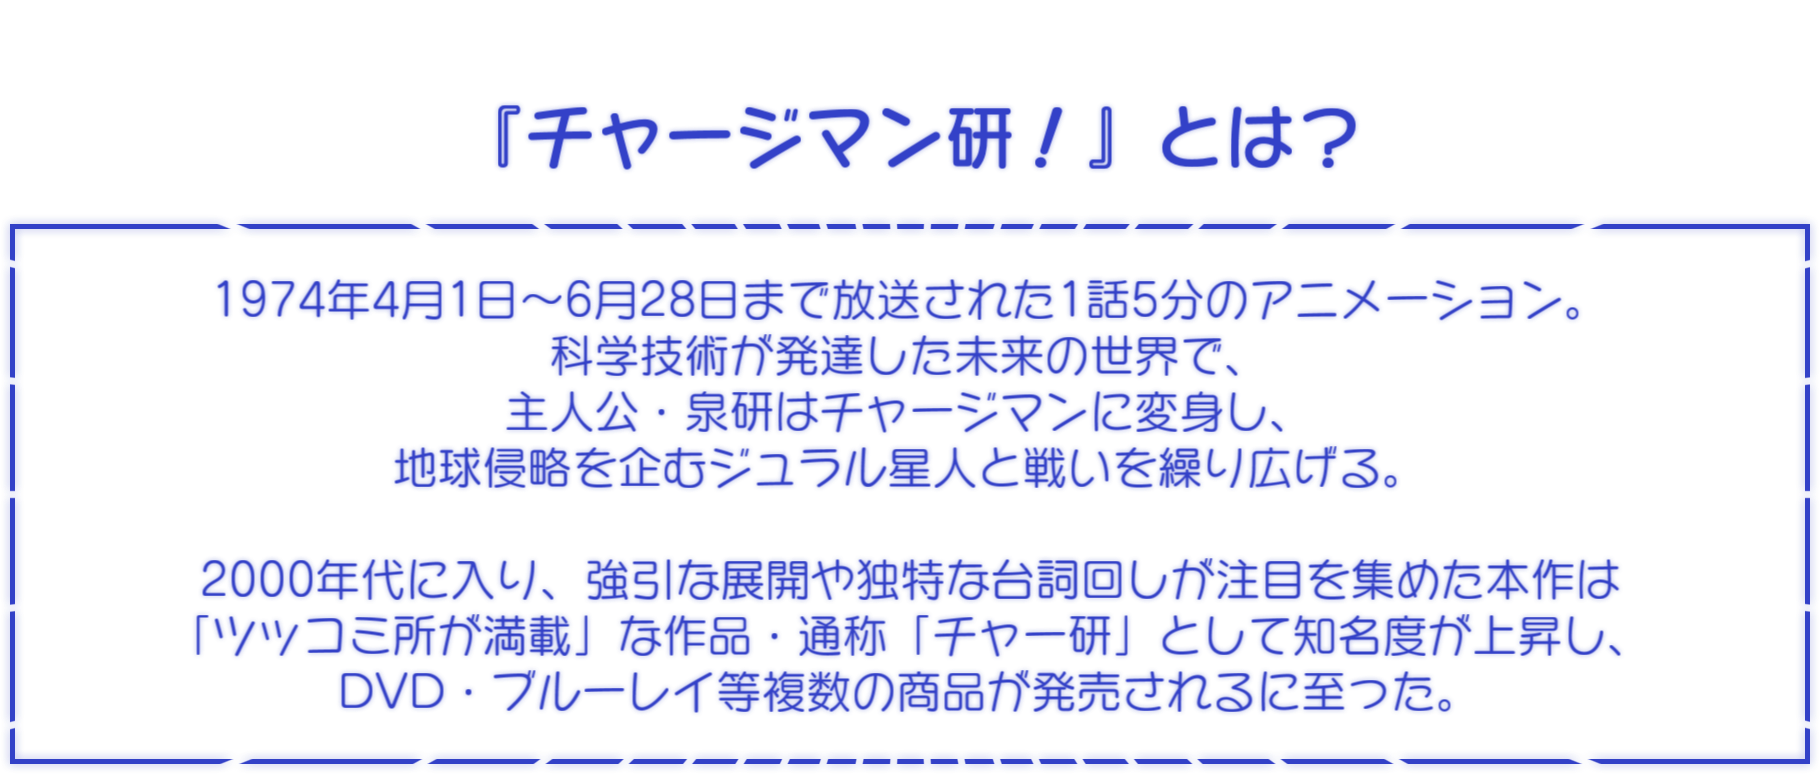 『チャージマン研！』とは？
1974年4月1日～6月28日まで放送された1話5分のアニメーション。
科学技術が発達した未来の世界で、
主人公・泉研はチャージマンに変身し、
地球侵略を企むジュラル星人と戦いを繰り広げる。
2000年代に入り、強引な展開や独特な台詞回しが注目を集めた本作は
「ツッコミ所が満載」な作品・通称「チャー研」として知名度が上昇し、
DVD・ブルーレイ等複数の商品が発売されるに至った。